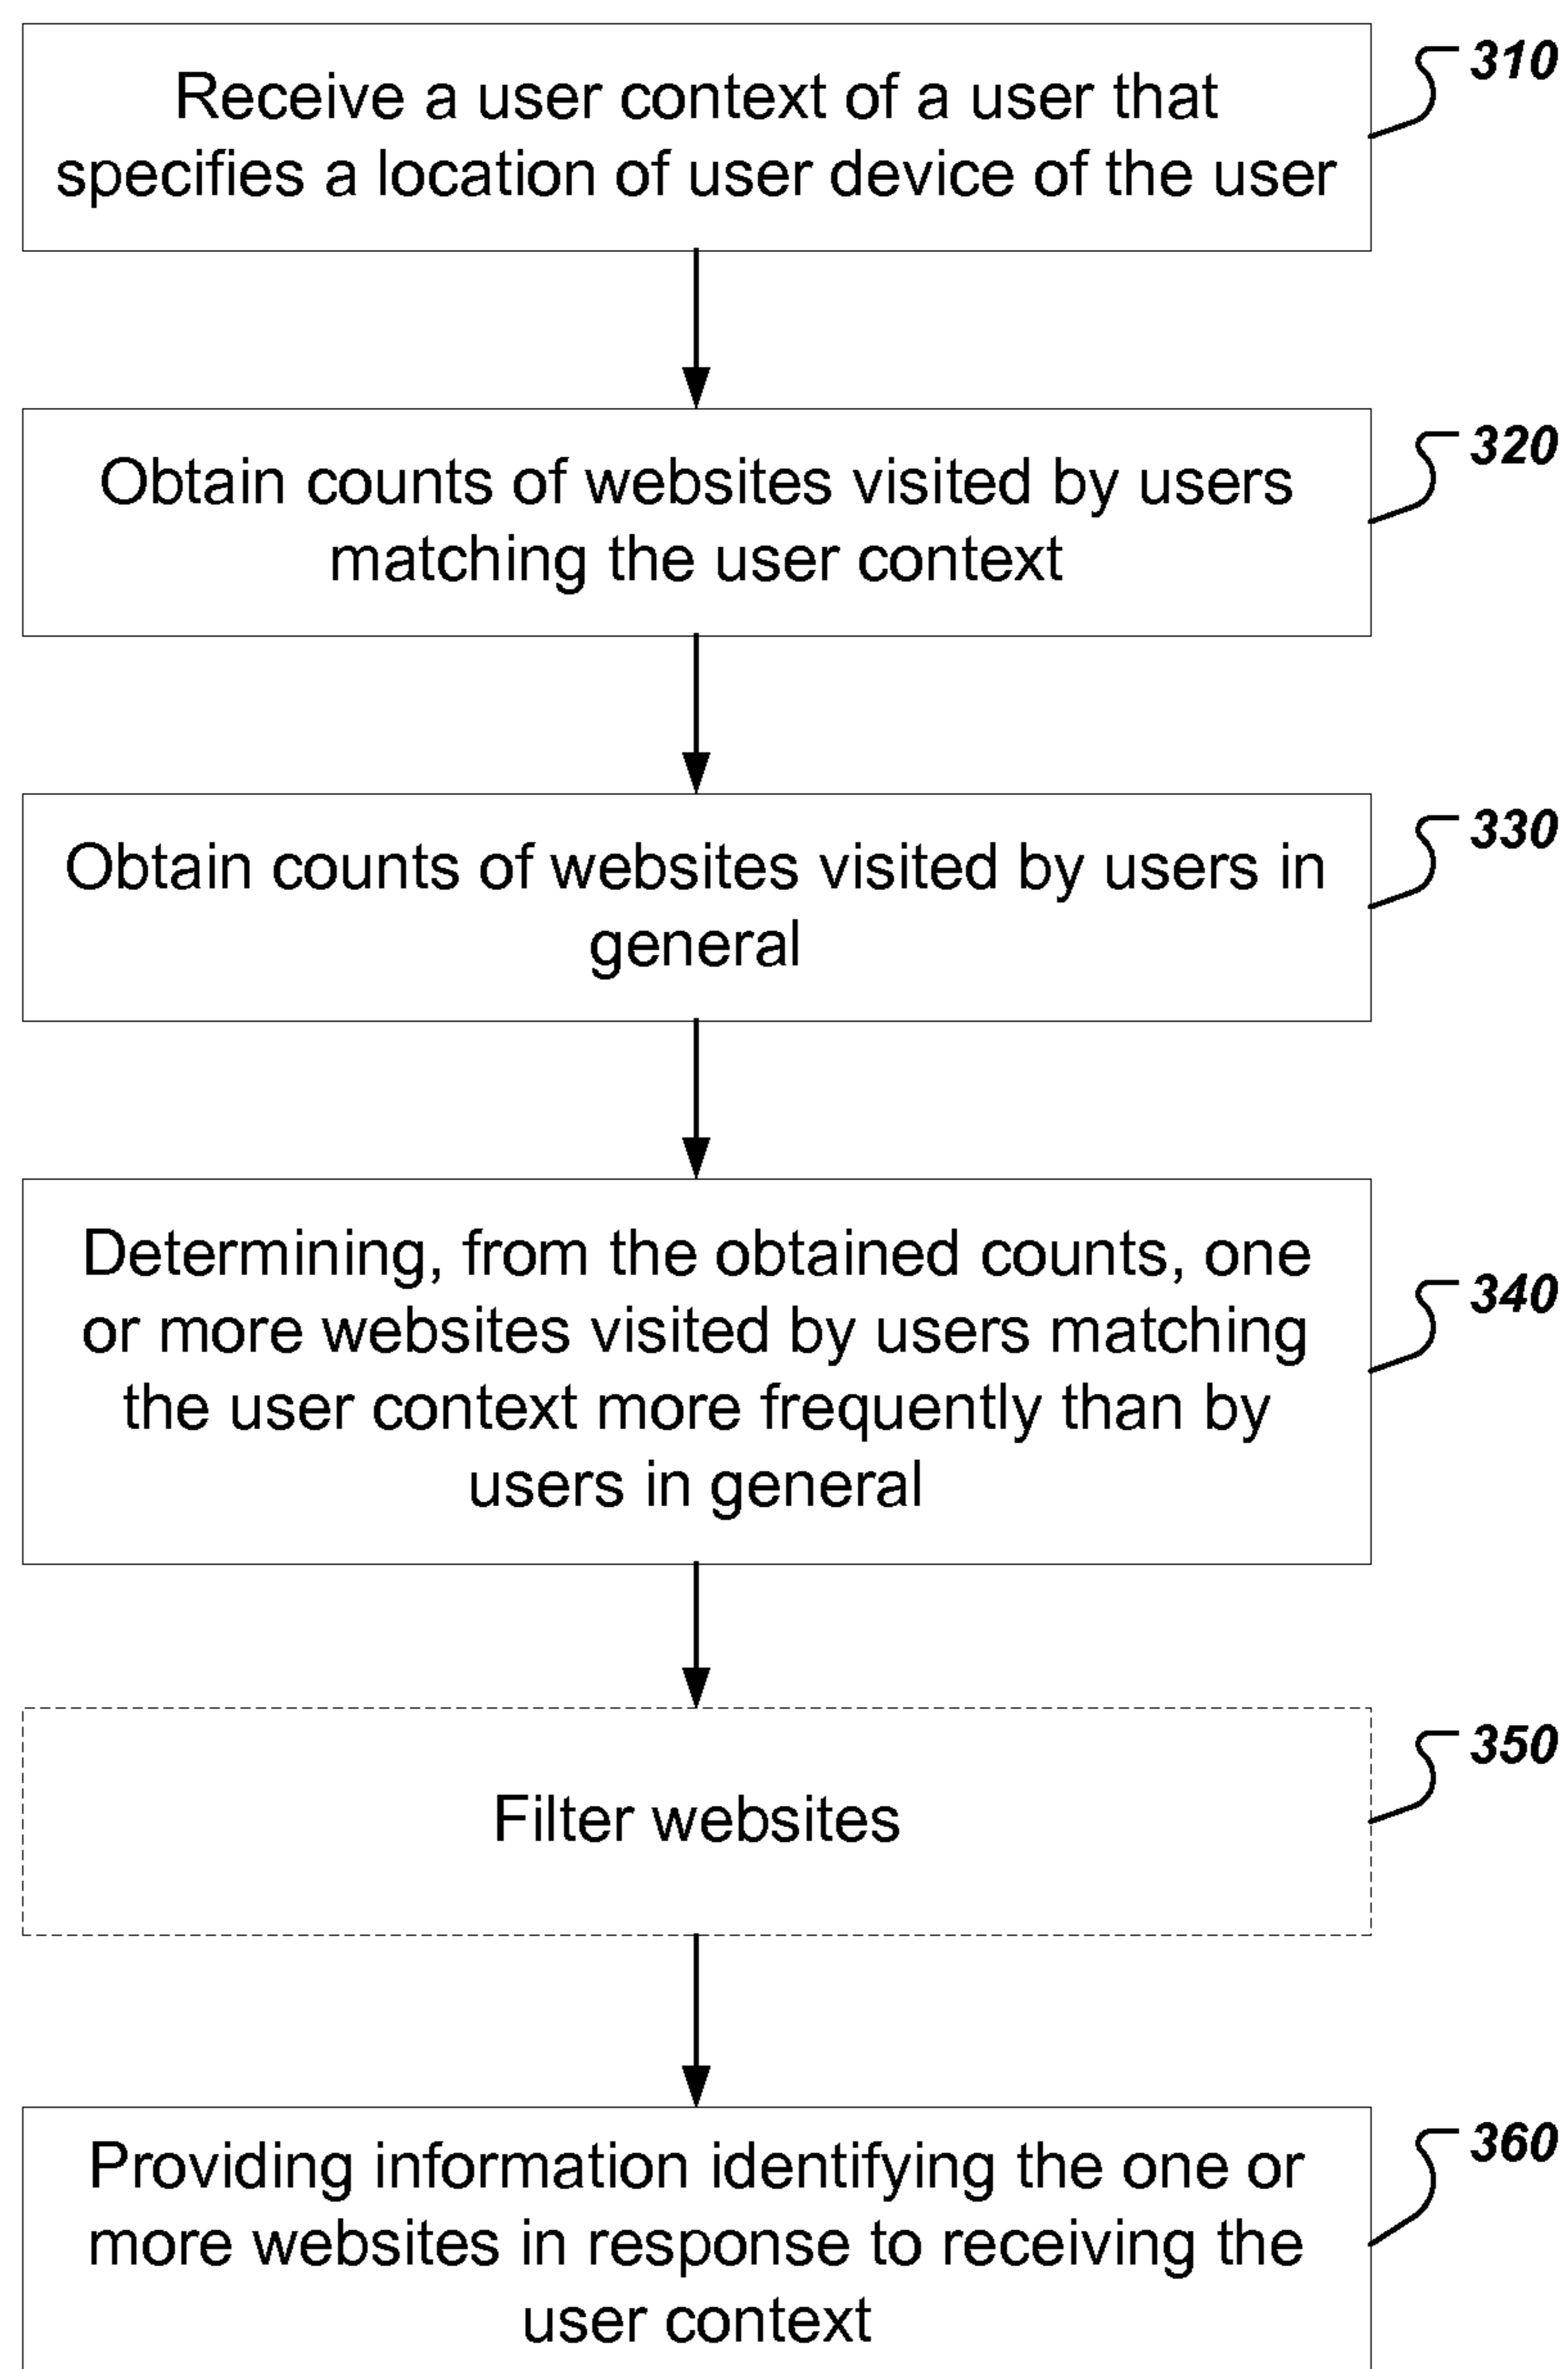 Receive a user context of a user that
specifies a location of user device of the user
310
Obtain counts of websites visited by users
matching the user context
320
Obtain counts of websites visited by users in
general
330
Determining, from the obtained counts, one
or more websites visited by users matching
the user context more frequently than by
users in general
340
Filter websites
350
Providing information identifying the one or
more websites in response to receiving the
user context
360